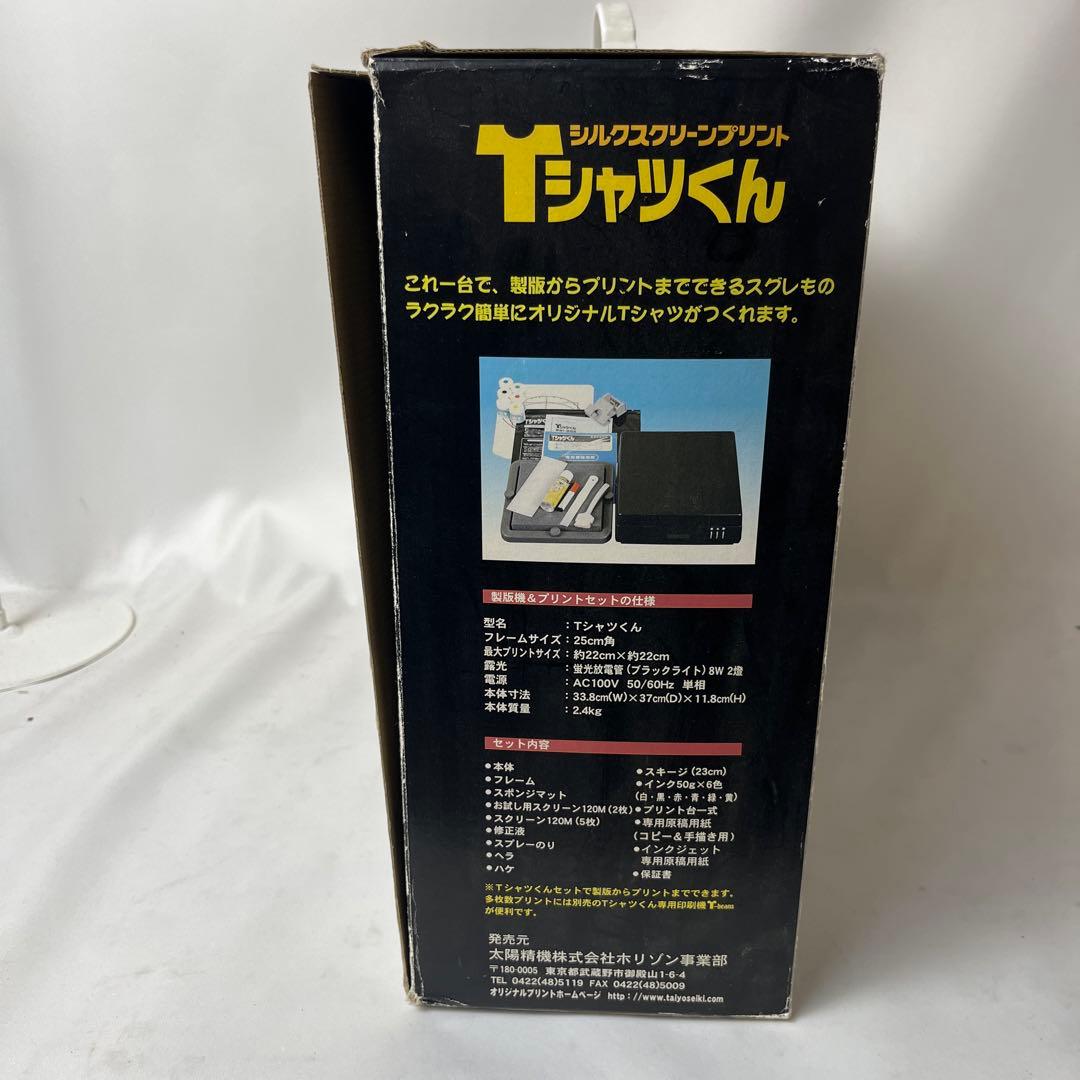 シルクスクリーンプリント
Tシャツくん
これ一台で、製版からプリントまでできるスグレもの
ラクラク簡単にオリジナルTシャツがつくれます。
Tシャツくん
製版機&プリントセットの仕様
型名 :Tシャツくん
フレームサイズ:25cm角
最大プリントサイズ:約22cm×約22cm
露光 :蛍光放電管(ブラックライト)8W 2燈
電源 :AC100V 50/60Hz 単相
本体寸法 :33.8cm(W)×37cm(D)×11.8cm(H)
本体質量 :2.4kg
セット内容
●本体
●フレーム
●スポンジマット
●お試し用スクリーン120M(2枚)
●スクリーン120M(5枚)
●修正液
●スプレーのり
●ヘラ
●ハケ
●スキージ(23cm)
●インク50g×6色
(白・黒・赤・青・緑・黄)
●プリント台一式
●専用原稿用紙
(コピー&手描き用)
●インクジェット
専用原稿用紙
●保証書
※Tシャツくんセットで製版からプリントまでできます。
多枚数プリントには別売のTシャツくん専用印刷機T-beans
が便利です。
発売元
太陽精機株式会社ホリゾン事業部
〒180-0005 東京都武蔵野市御殿山1-6-4
TEL 0422(48)5119 FAX 0422(48)5009
オリジナルプリントホームページ http://www.taiyoseiki.com